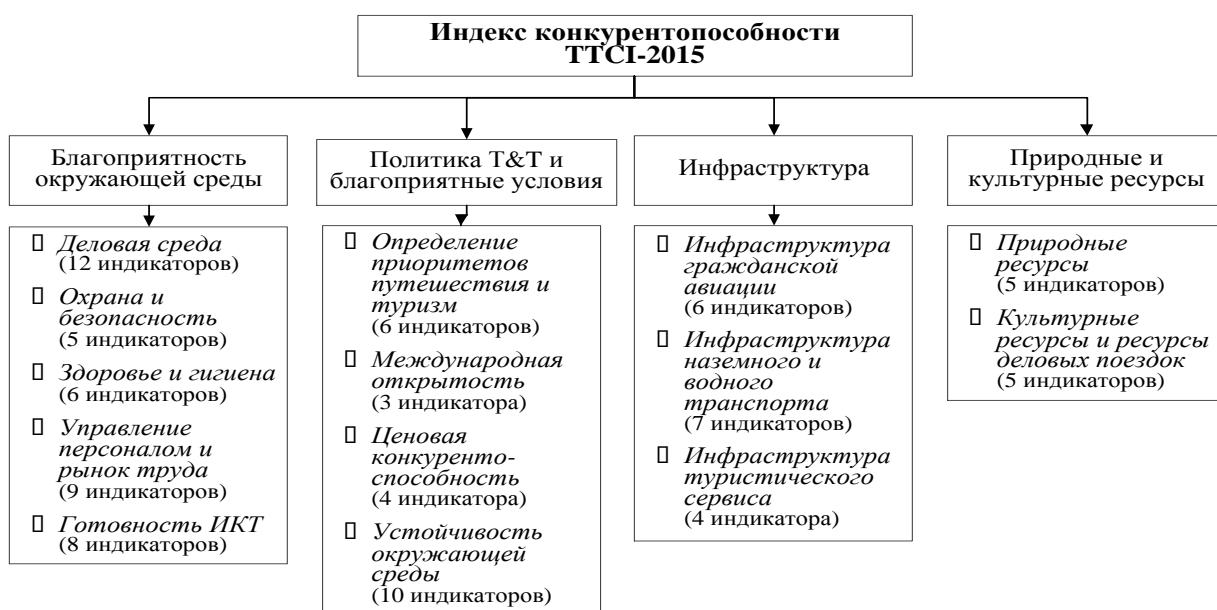 Индекс конкурентопособности
TTCI-2015
Благоприятность
окружающей среды
Политика T&T и
благоприятные условия
Инфраструктура
Природные и
культурные ресурсы
Деловая среда
(12 индикаторов)
Охрана и
безопасность
(5 индикаторов)
Здоровье и гигиена
(6 индикаторов)
Управление
персоналом и
рынок труда
(9 индикаторов)
Готовность ИКТ
(8 индикаторов)
Определение
приоритетов
путешествия и
туризм
(6 индикаторов)
Международная
открытость
(3 индикатора)
Ценовая
конкуренто-
способность
(4 индикатора)
Устойчивость
окружающей
среды
(10 индикаторов)
Инфраструктура
гражданской
авиации
(6 индикаторов)
Инфраструктура
наземного и
водного
транспорта
(7 индикаторов)
Инфраструктура
туристического
сервиса
(4 индикатора)
Природные
ресурсы
(5 индикаторов)
Культурные
ресурсы и ресурсы
деловых поездок
(5 индикаторов)